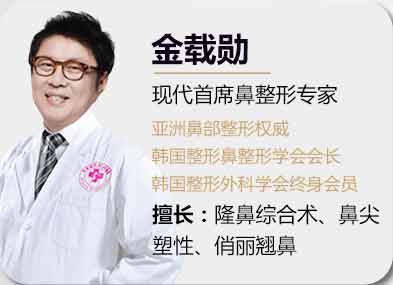 金载勋
现代首席鼻整形专家
亚洲鼻部整形权威
韩国整形鼻整形学会会长
韩国整形外科学会终身会员
擅长：隆鼻综合术、鼻尖
塑性、俏丽翘鼻